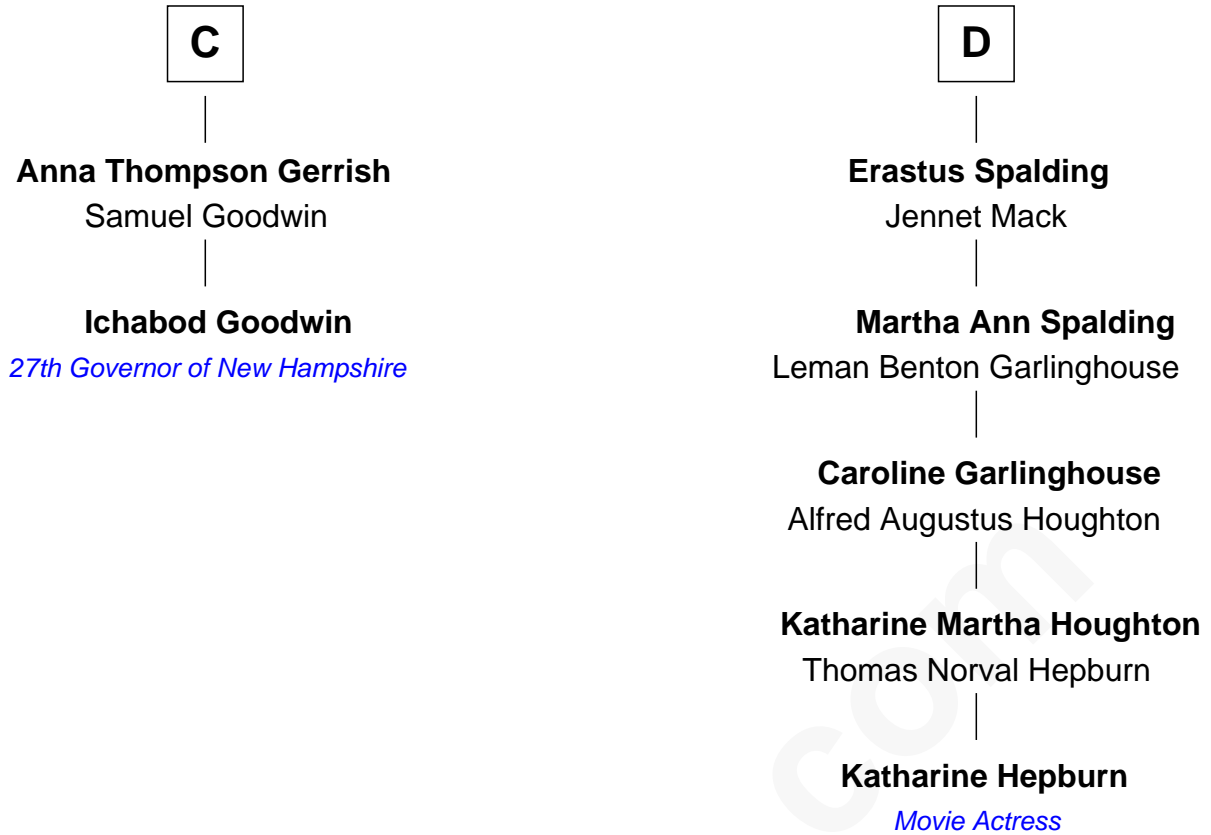 C
Anna Thompson Gerrish
Samuel Goodwin
Ichabod Goodwin
27th Governor of New Hampshire
D
Erastus Spalding
Jennet Mack
Martha Ann Spalding
Leman Benton Garlinghouse
Caroline Garlinghouse
Alfred Augustus Houghton
Katharine Martha Houghton
Thomas Norval Hepburn
Katharine Hepburn
Movie Actress
com